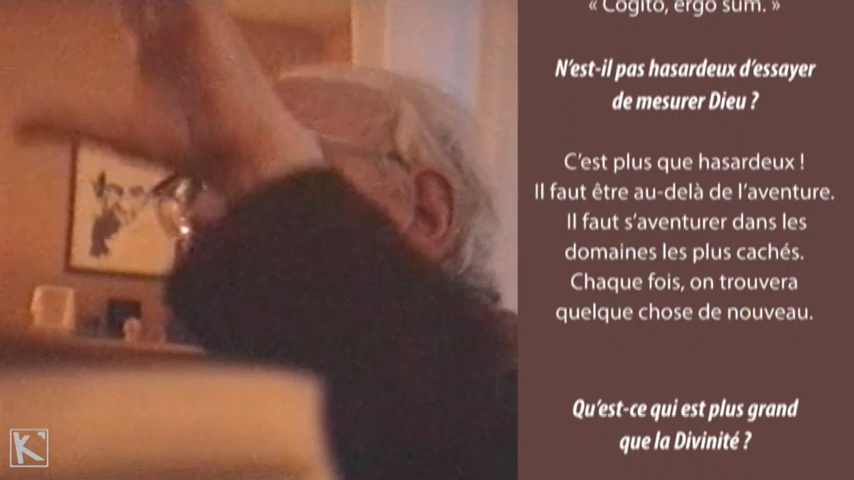 « Cogito, ergo sum. »
N'est-il pas hasardeux d'essayer
de mesurer Dieu ?
C'est plus que hasardeux !
Il faut être au-delà de l'aventure.
Il faut s'aventurer dans les
domaines les plus cachés.
Chaque fois, on trouvera
quelque chose de nouveau.
Qu'est-ce qui est plus grand
que la Divinité ?
K